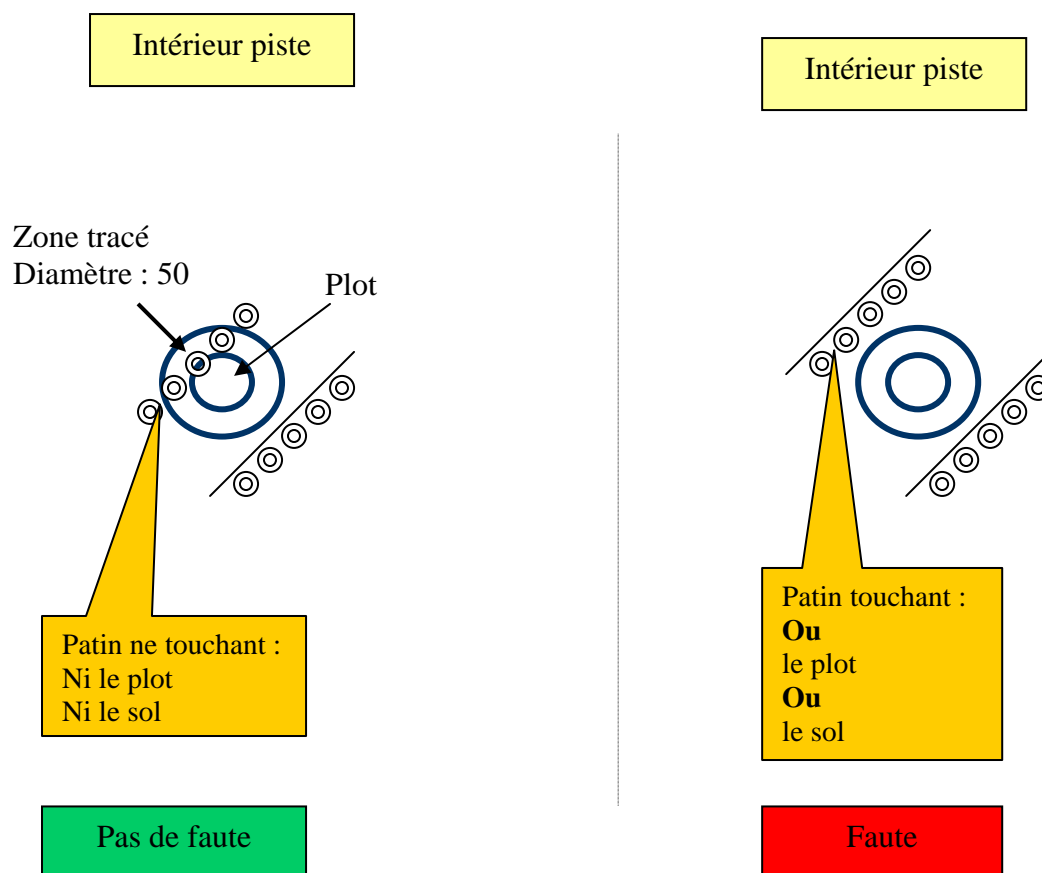 Intérieur piste
Intérieur piste
Zone tracé
Diamètre : 50
Plot
Patin ne touchant :
Ni le plot
Ni le sol
Patin touchant :
Ou
le plot
Ou
le sol
Pas de faute
Faute